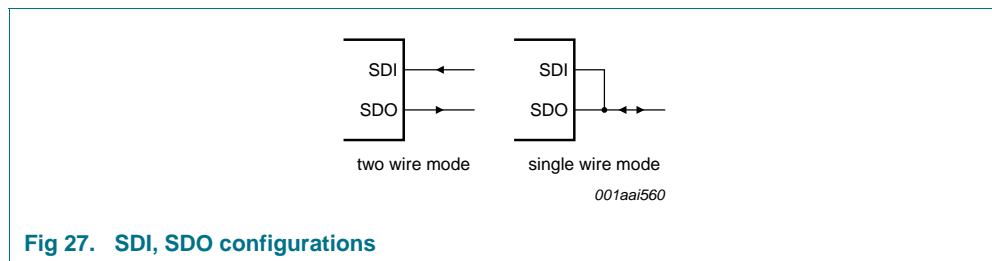 SDI
SDO
two wire mode
SDI
SDO
single wire mode
001aai560
Fig 27. SDI, SDO configurations